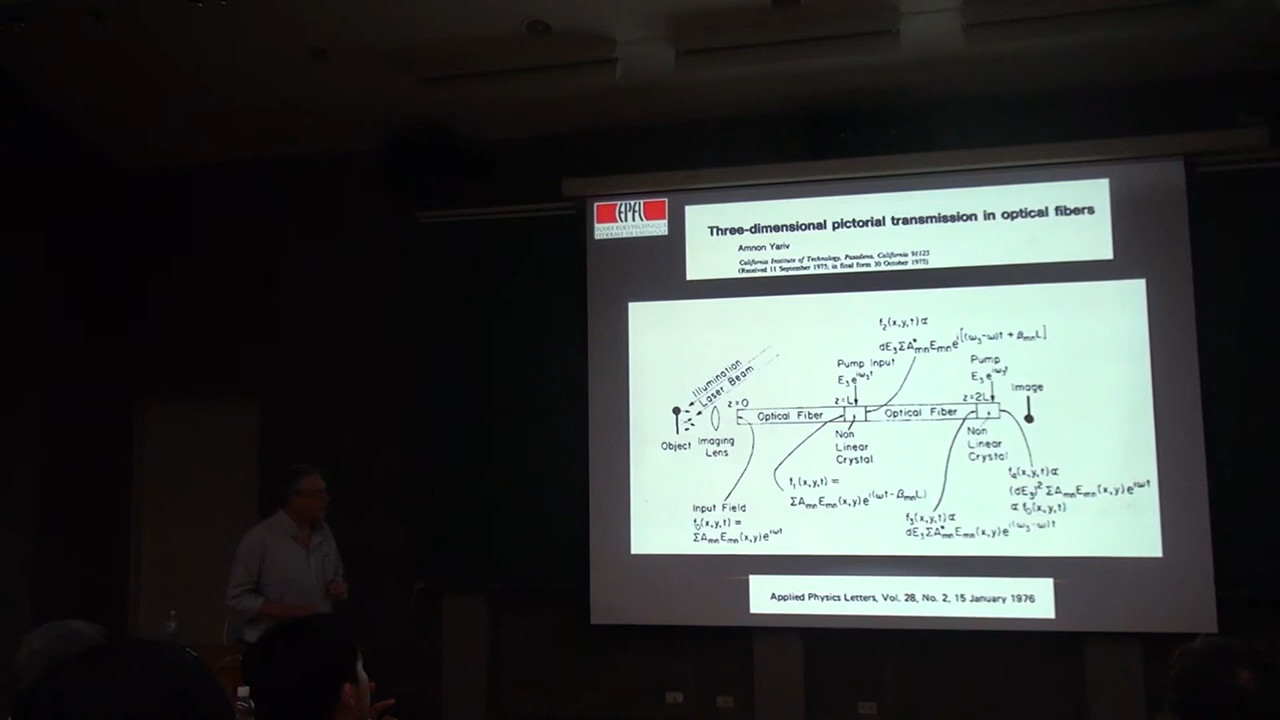 EPFL
ÉCOLE POLYTECHNIQUE
FÉDÉRALE DE LAUSANNE
Three-dimensional pictorial transmission in optical fibers
Amnon Yariv
California Institute of Technology, Pasadena, California 91125
(Received 11 September 1975; in final form 30 October 1975)
f₂(x,y,t) ∝
dE₃ΣA*ₘₙEₘₙe^i[(ω₃-ω)t + βₘₙL]
Illumination
Laser Beam
Pump Input
E₃e^iω₃t
Pump
E₃e^iω₃t
Image
z=0
z=L
z=2L
Optical Fiber
Optical Fiber
Object
Imaging
Lens
Non
Linear
Crystal
Non
Linear
Crystal
f₁(x,y,t) =
ΣAₘₙEₘₙ(x,y)e^i(ωt-βₘₙL)
Input Field
f₀(x,y,t) =
ΣAₘₙEₘₙ(x,y)e^iωt
f₃(x,y,t) ∝
dE₃ΣA*ₘₙEₘₙ(x,y)e^i(ω₃-ω)t
f₄(x,y,t) ∝
(dE₃)² ΣAₘₙEₘₙ(x,y)e^iωt
∝ f₀(x,y,t)
Applied Physics Letters, Vol. 28, No. 2, 15 January 1976